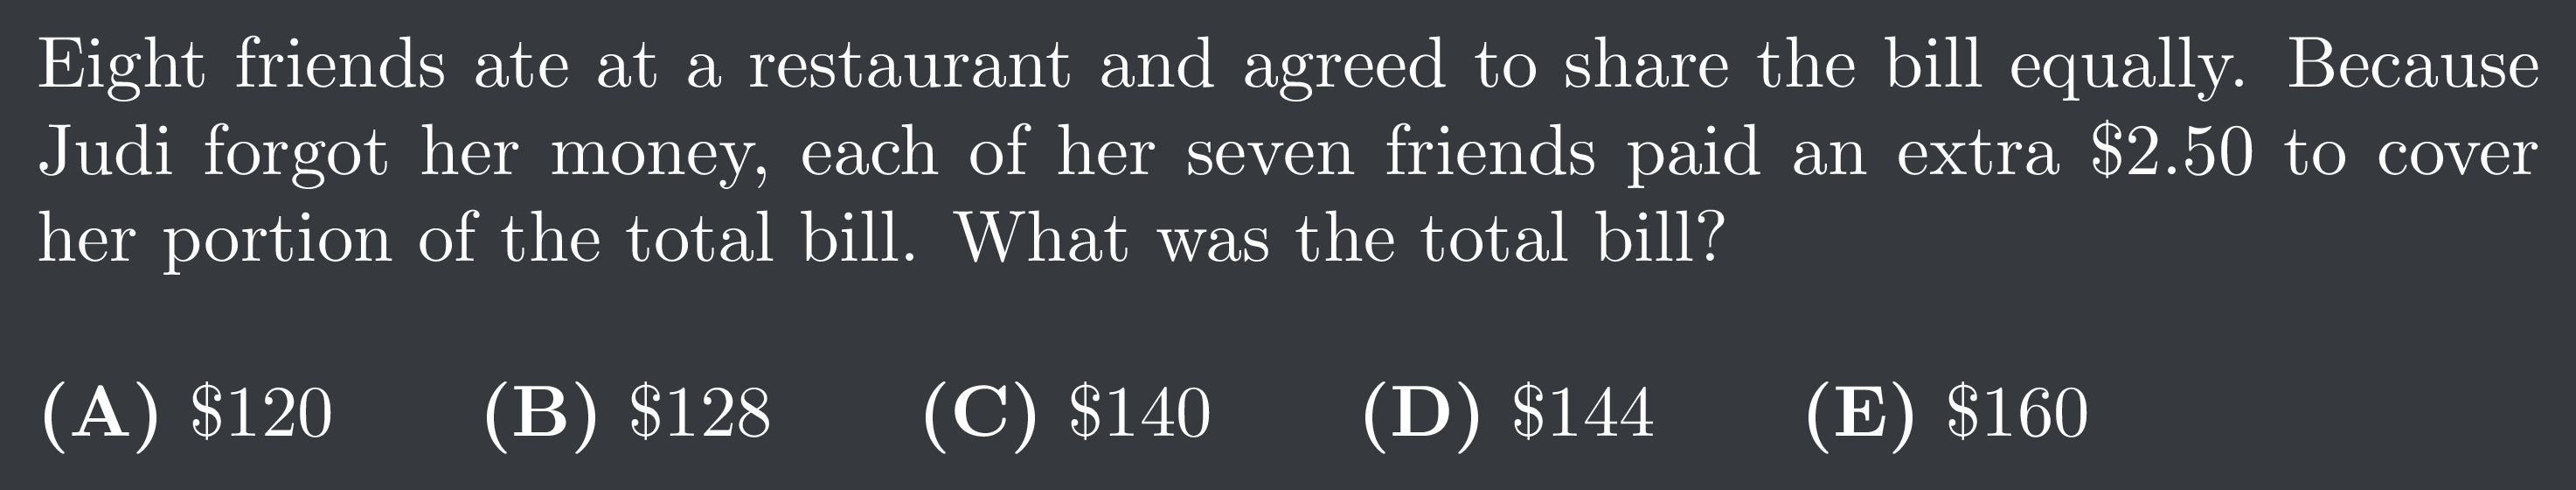 Eight friends ate at a restaurant and agreed to share the bill equally. Because
Judi forgot her money, each of her seven friends paid an extra $2.50 to cover
her portion of the total bill. What was the total bill?
(A) $120 (B) $128 (C) $140 (D) $144 (E) $160